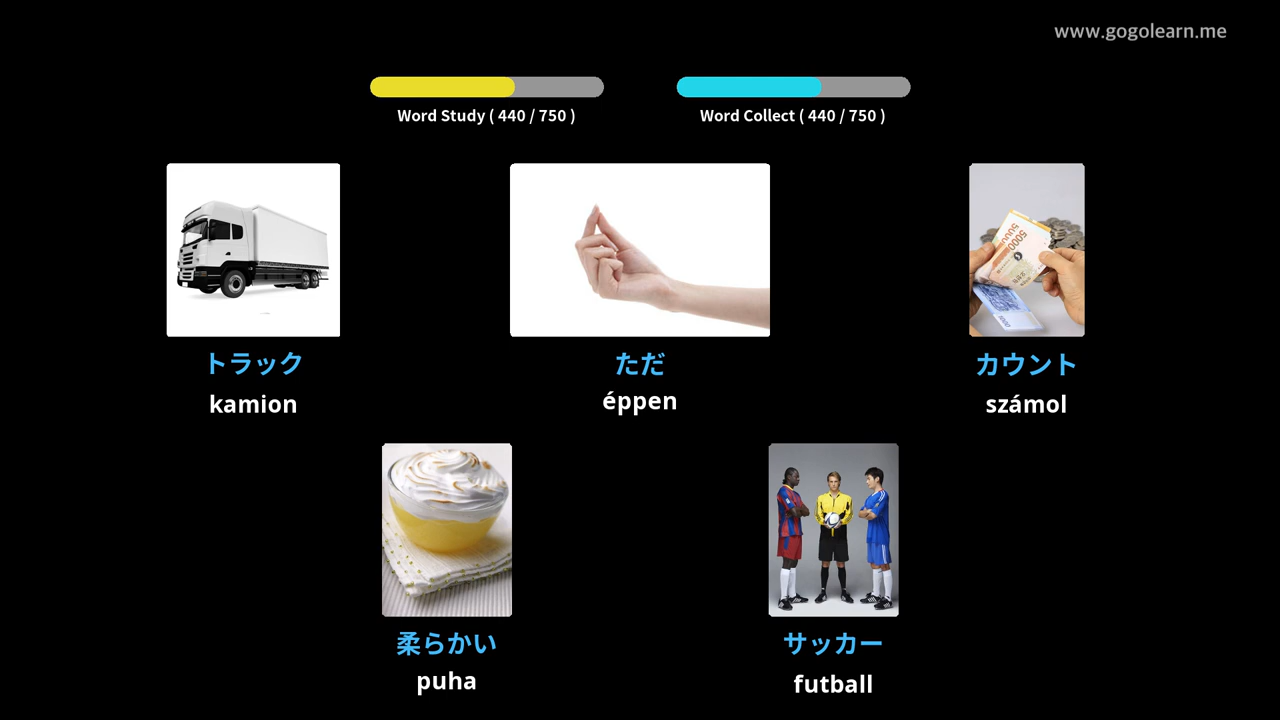 www.gogolearn.me
Word Study ( 440 / 750 )
Word Collect ( 440 / 750 )
トラック
kamion
ただ
éppen
カウント
számol
柔らかい
puha
サッカー
futball